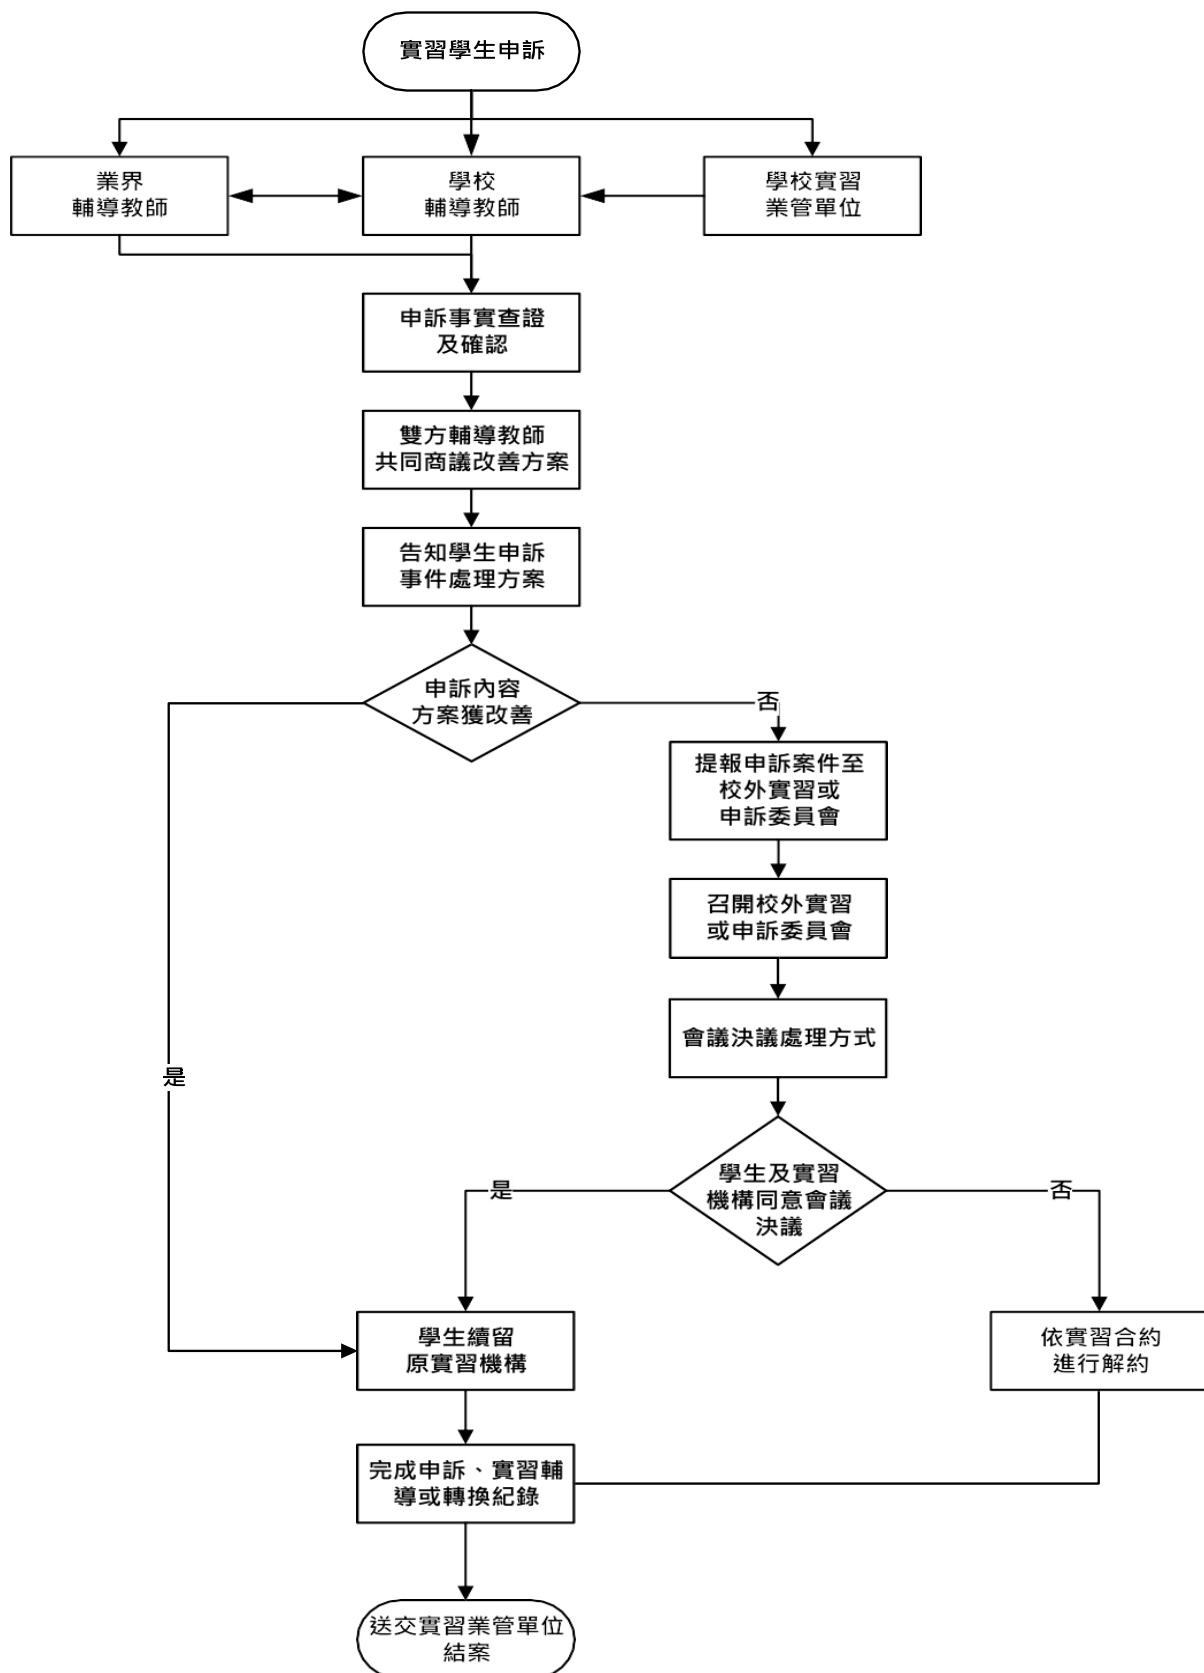 實習學生申訴
業界
輔導教師
學校
輔導教師
學校實習
業管單位
申訴事實查證
及確認
雙方輔導教師
共同商議改善方案
告知學生申訴
事件處理方案
申訴內容
方案獲改善
否
提報申訴案件至
校外實習或
申訴委員會
召開校外實習
或申訴委員會
會議決議處理方式
是
學生及實習
機構同意會議
決議
是
否
學生續留
原實習機構
依實習合約
進行解約
完成申訴、實習輔
導或轉換紀錄
送交實習業管單位
結案